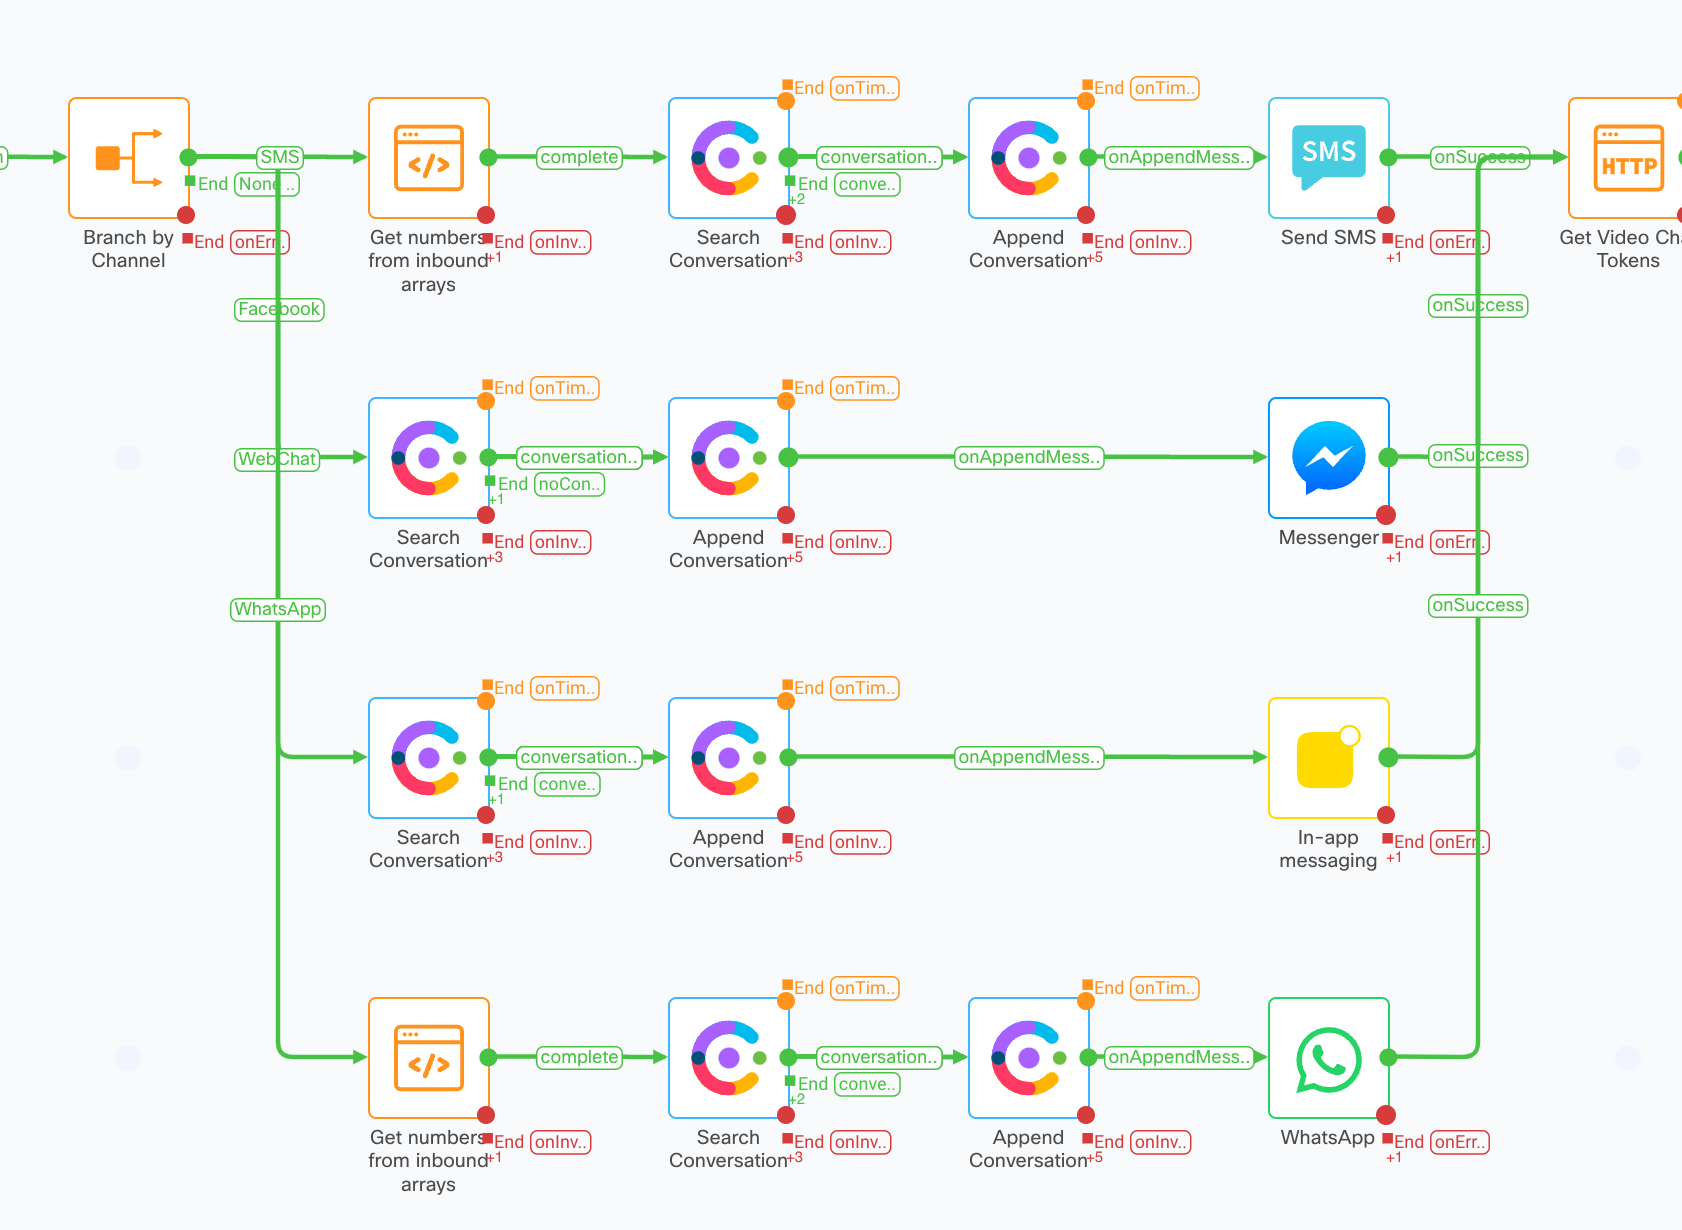 End onTim..
End onTim..
n
SMS
complete
conversation..
onAppendMess..
SMS
onSuccess
HTTP
End None ..
End conve..
+2
Branch by
Channel
End onErr..
Get numbers
from inbound
arrays
End onInv..
+1
Search
Conversation
End onInv..
+3
Append
Conversation
End onInv..
+5
Send SMS
End onErr..
+1
Get Video Cha
Tokens
Facebook
onSuccess
End onTim..
End onTim..
WebChat
conversation..
onAppendMess..
onSuccess
End noCon..
+1
Search
Conversation
End onInv..
+3
Append
Conversation
End onInv..
+5
Messenger
End onErr..
+1
WhatsApp
onSuccess
End onTim..
End onTim..
conversation..
onAppendMess..
End conve..
+1
Search
Conversation
End onInv..
+3
Append
Conversation
End onInv..
+5
In-app
messaging
End onErr..
+1
End onTim..
End onTim..
complete
conversation..
onAppendMess..
End conve..
+2
Get numbers
from inbound
arrays
End onInv..
+1
Search
Conversation
End onInv..
+3
Append
Conversation
End onInv..
+5
WhatsApp
End onErr..
+1